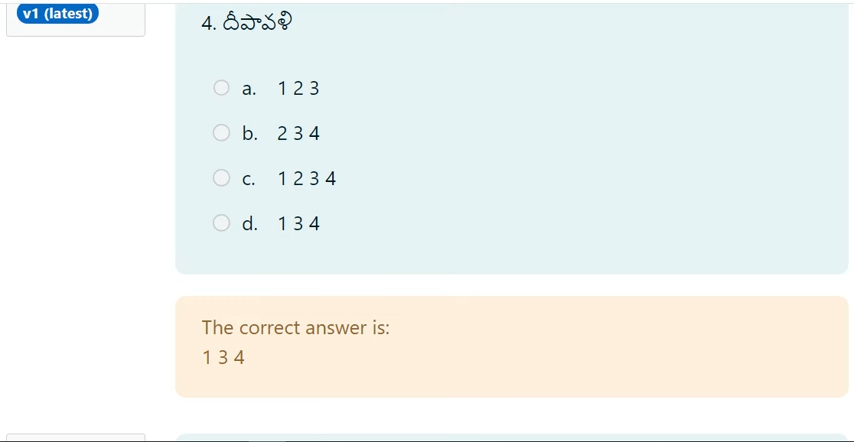 v1 (latest)
4. దీపావళి
a. 1 2 3
b. 2 3 4
c. 1 2 3 4
d. 1 3 4
The correct answer is:
1 3 4